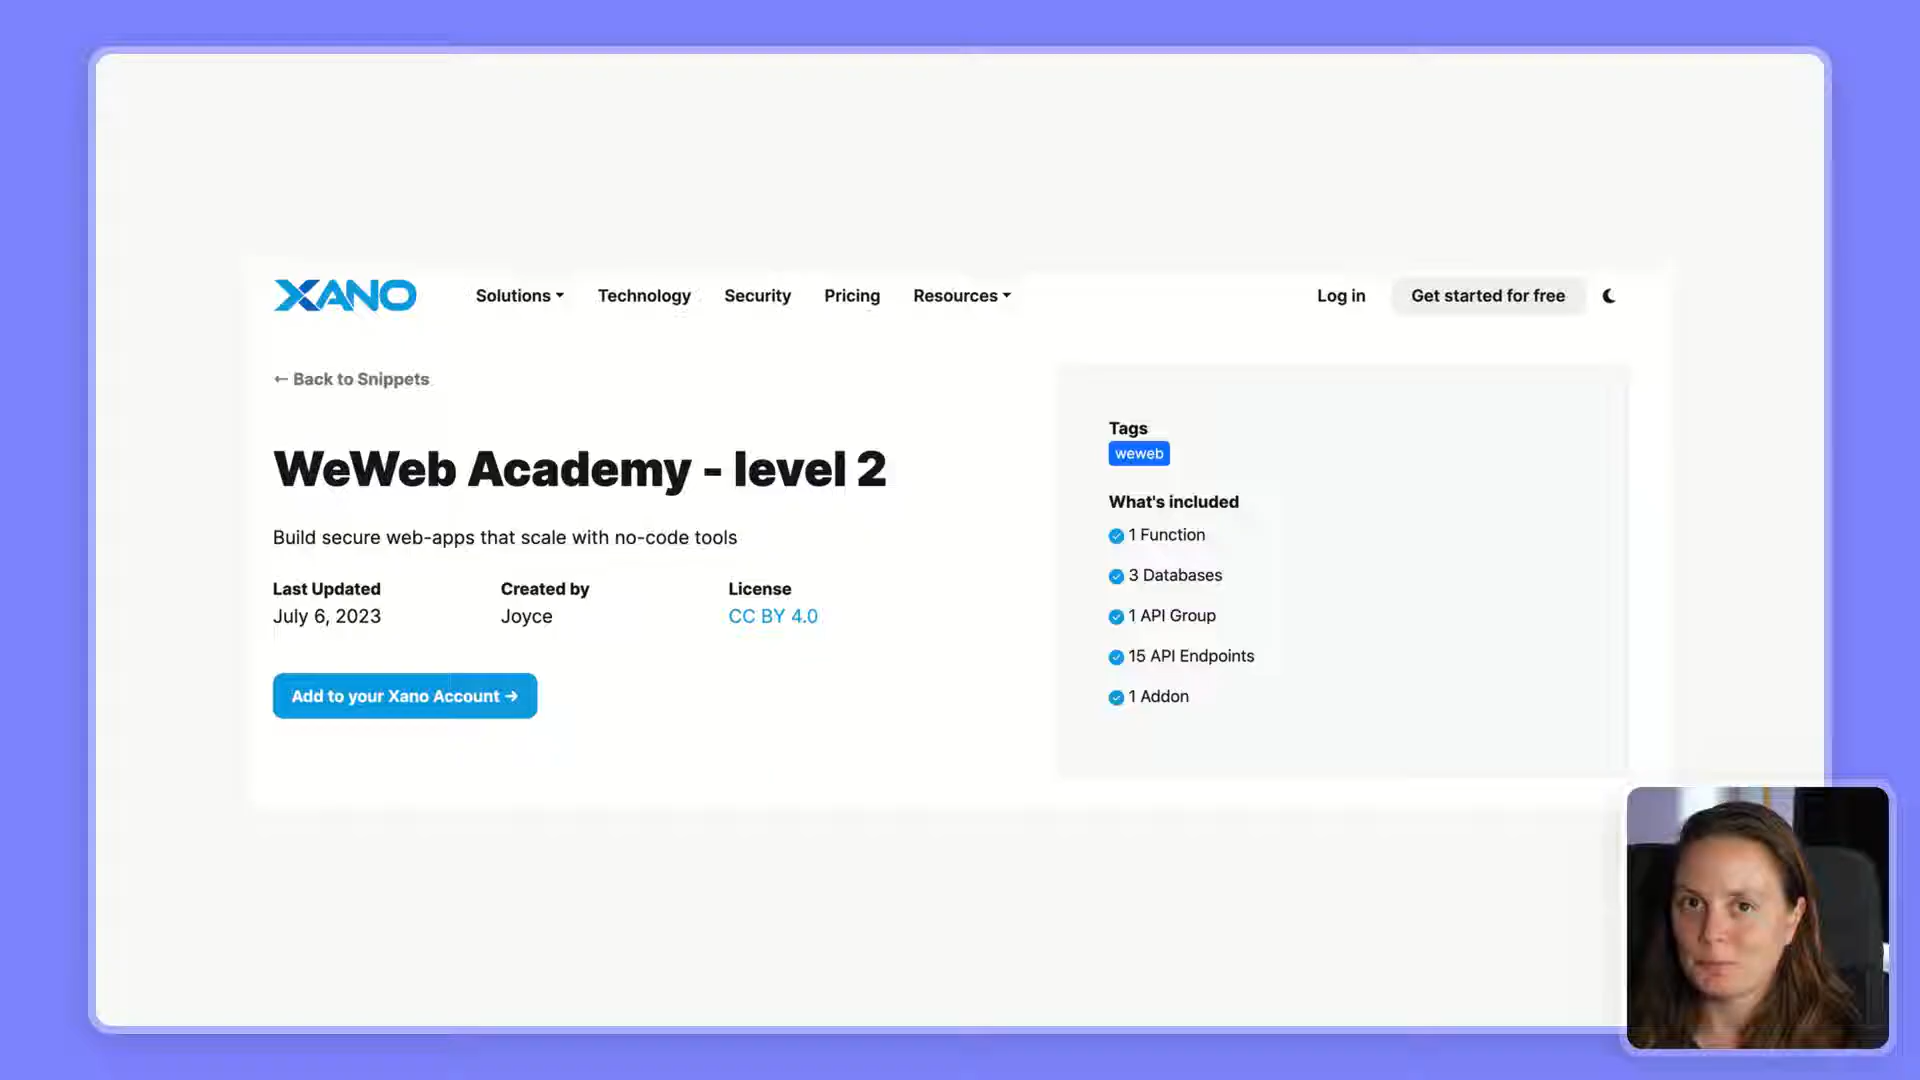 XANO
Solutions
Technology
Security
Pricing
Resources
Log in
Get started for free
← Back to Snippets
WeWeb Academy - level 2
Build secure web-apps that scale with no-code tools
Last Updated
July 6, 2023
Created by
Joyce
License
CC BY 4.0
Add to your Xano Account →
Tags
weweb
What's included
1 Function
3 Databases
1 API Group
15 API Endpoints
1 Addon